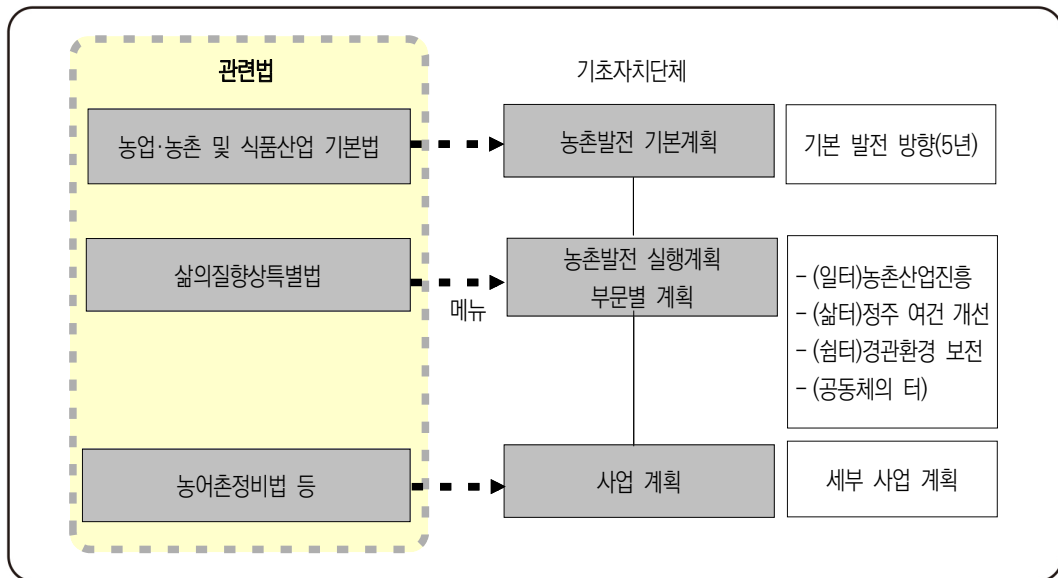 관련법
기초자치단체
농업·농촌 및 식품산업 기본법
농촌발전 기본계획
기본 발전 방향(5년)
삶의질향상특별법
메뉴
농촌발전 실행계획
부문별 계획
- (일터)농촌산업진흥
- (삶터)정주 여건 개선
- (쉼터)경관환경 보전
- (공동체의 터)
농어촌정비법 등
사업 계획
세부 사업 계획